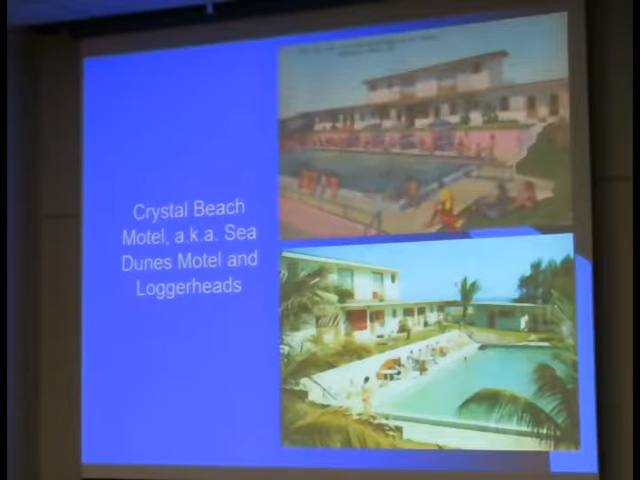 Crystal Beach
Motel, a.k.a. Sea
Dunes Motel and
Loggerheads